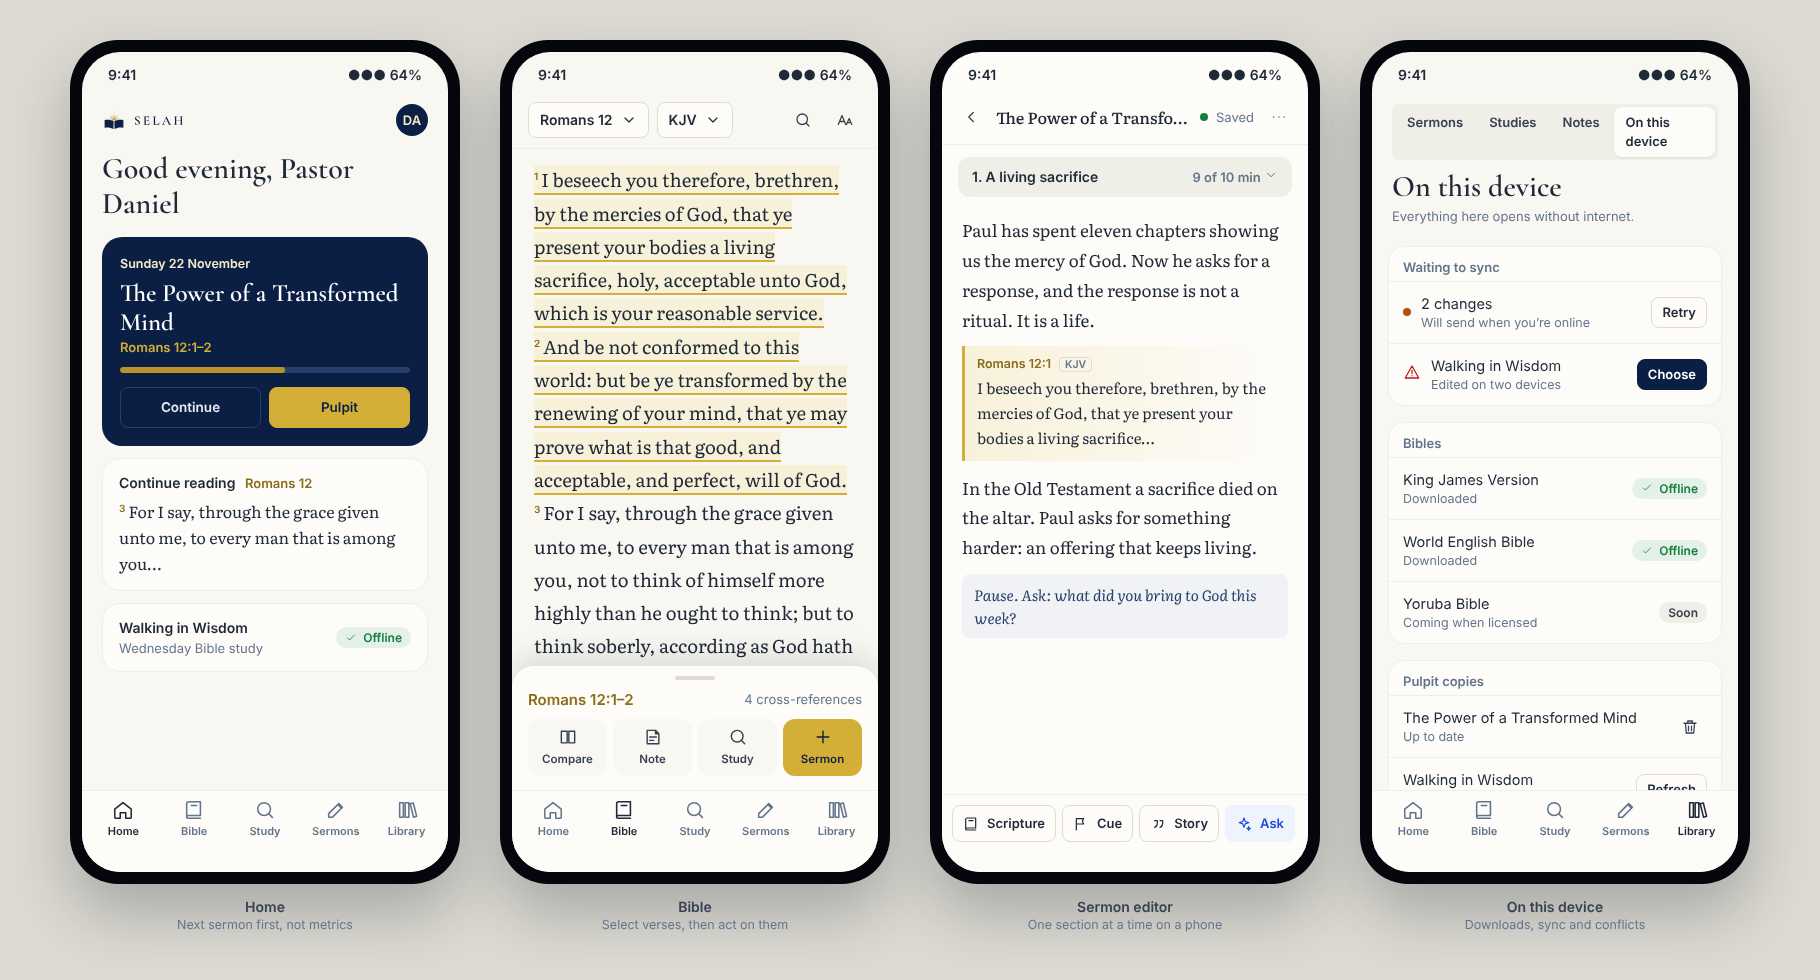 9:41
64%
SELAH
DA
Good evening, Pastor
Daniel
Sunday 22 November
The Power of a Transformed
Mind
Romans 12:1–2
Continue
Pulpit
Continue reading Romans 12
3 For I say, through the grace given
unto me, to every man that is among
you…
Walking in Wisdom
Wednesday Bible study
Offline
Home
Bible
Study
Sermons
Library
Home
Next sermon first, not metrics
9:41
64%
Romans 12
KJV
AA
1 I beseech you therefore, brethren,
by the mercies of God, that ye
present your bodies a living
sacrifice, holy, acceptable unto God,
which is your reasonable service.
2 And be not conformed to this
world: but be ye transformed by the
renewing of your mind, that ye may
prove what is that good, and
acceptable, and perfect, will of God.
3 For I say, through the grace given
unto me, to every man that is among
you, not to think of himself more
highly than he ought to think; but to
think soberly, according as God hath
Romans 12:1–2
4 cross-references
Compare
Note
Study
Sermon
Home
Bible
Study
Sermons
Library
Bible
Select verses, then act on them
9:41
64%
The Power of a Transfo…
Saved
1. A living sacrifice
9 of 10 min
Paul has spent eleven chapters showing
us the mercy of God. Now he asks for a
response, and the response is not a
ritual. It is a life.
Romans 12:1 KJV
I beseech you therefore, brethren, by the
mercies of God, that ye present your
bodies a living sacrifice…
In the Old Testament a sacrifice died on
the altar. Paul asks for something
harder: an offering that keeps living.
Pause. Ask: what did you bring to God this
week?
Scripture
Cue
Story
Ask
Sermon editor
One section at a time on a phone
9:41
64%
Sermons
Studies
Notes
On this
device
On this device
Everything here opens without internet.
Waiting to sync
2 changes
Will send when you're online
Retry
Walking in Wisdom
Edited on two devices
Choose
Bibles
King James Version
Downloaded
Offline
World English Bible
Downloaded
Offline
Yoruba Bible
Coming when licensed
Soon
Pulpit copies
The Power of a Transformed Mind
Up to date
Walking in Wisdom
Refresh
Home
Bible
Study
Sermons
Library
On this device
Downloads, sync and conflicts